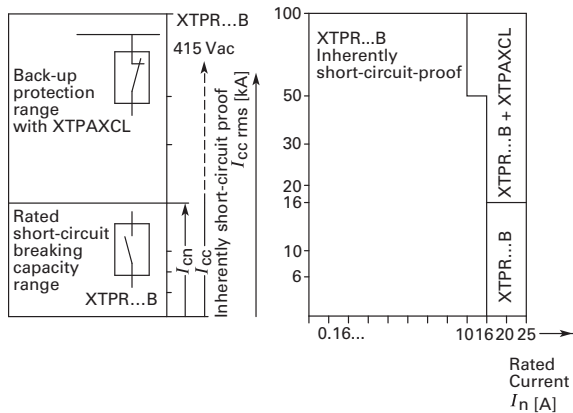 XTPR...B
415 Vac
Back-up
protection
range
with XTPAXCL
Rated
short-circuit
breaking
capacity
range
XTPR...B
Icn
Icc
Inherently short-circuit proof
Icc rms [kA]
100
50
30
20
16
10
6
XTPR...B
Inherently
short-circuit-proof
XTPR...B + XTPAXCL
XTPR...B
0.16... 10 16 20 25
Rated
Current
In [A]